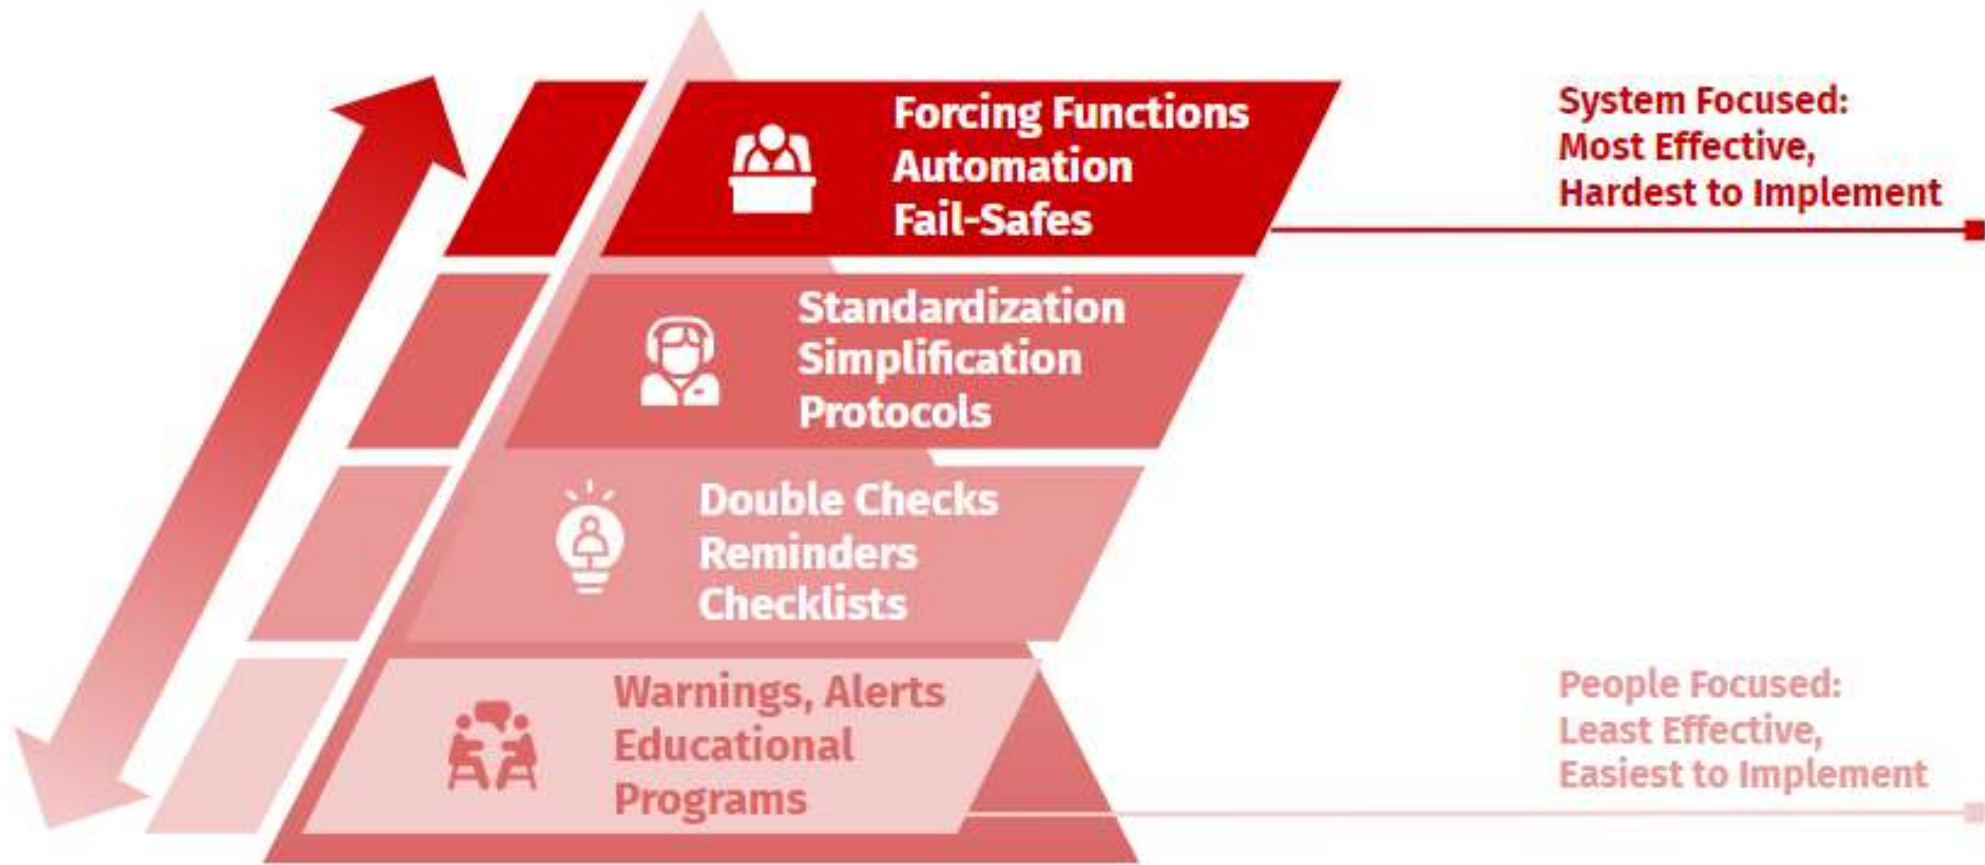 Forcing Functions
Automation
Fail-Safes
System Focused:
Most Effective,
Hardest to Implement
Standardization
Simplification
Protocols
Double Checks
Reminders
Checklists
Warnings, Alerts
Educational
Programs
People Focused:
Least Effective,
Easiest to Implement